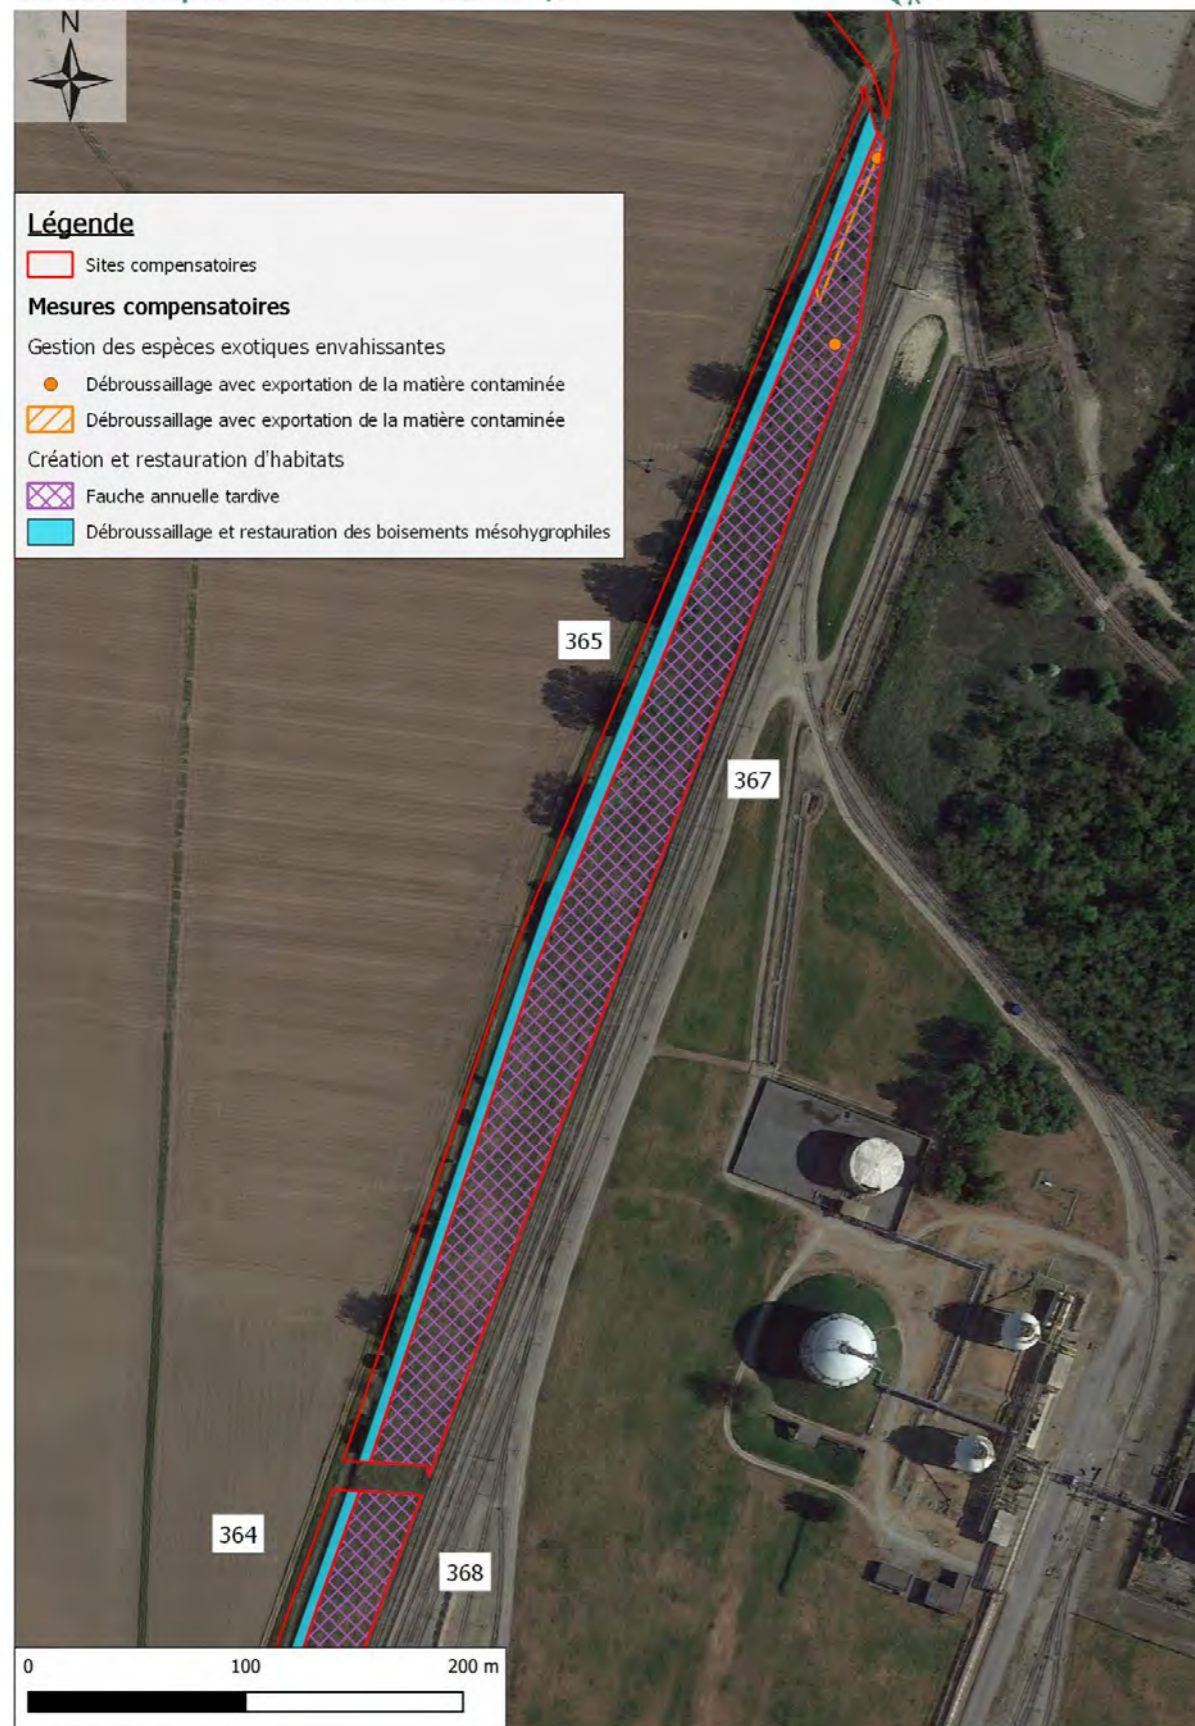 N
Légende
Sites compensatoires
Mesures compensatoires
Gestion des espèces exotiques envahissantes
Débroussaillage avec exportation de la matière contaminée
Débroussaillage avec exportation de la matière contaminée
Création et restauration d'habitats
Fauche annuelle tardive
Débroussaillage et restauration des boisements mésohygrophiles
365
367
364
368
0 100 200 m